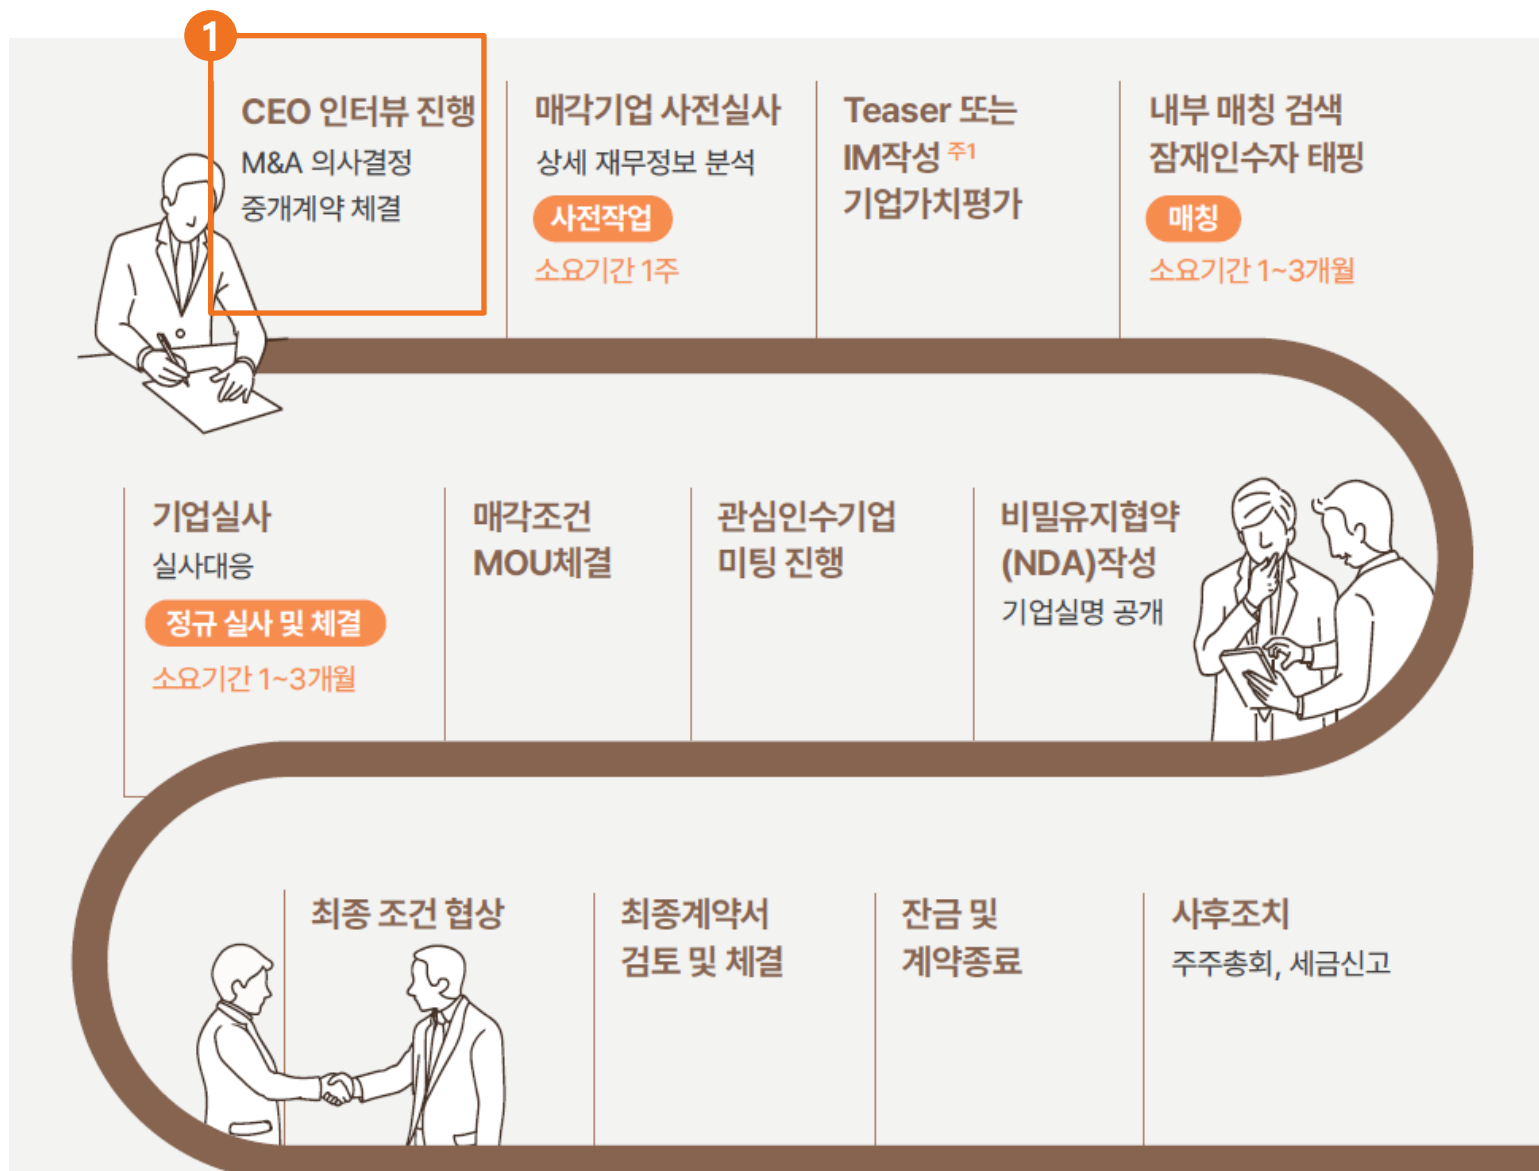 1
CEO 인터뷰 진행
M&A 의사결정
중개계약 체결
매각기업 사전실사
상세 재무정보 분석
사전작업
소요기간 1주
Teaser 또는
IM작성 주1
기업가치평가
내부 매칭 검색
잠재인수자 태핑
매칭
소요기간 1~3개월
비밀유지협약
(NDA)작성
기업실명 공개
관심인수기업
미팅 진행
매각조건
MOU체결
기업실사
실사대응
정규 실사 및 체결
소요기간 1~3개월
최종 조건 협상
최종계약서
검토 및 체결
잔금 및
계약종료
사후조치
주주총회, 세금신고